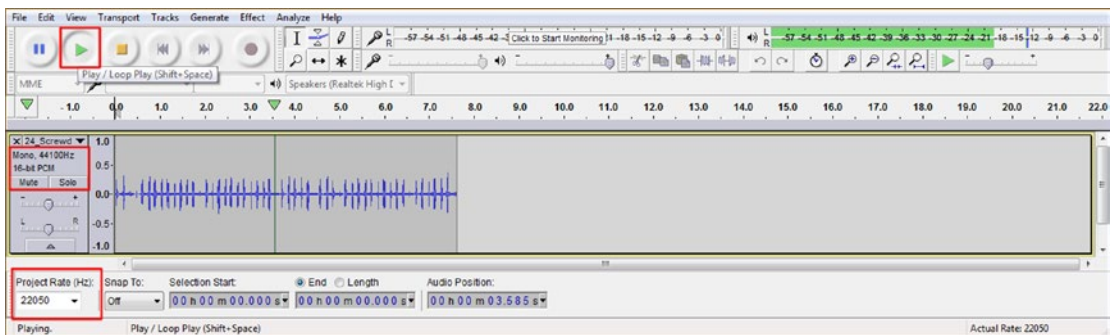 File Edit View Transport Tracks Generate Effect Analyze Help
L R -57 -54 -51 -48 -45 -42 -3 Click to Start Monitoring 1 -18 -15 -12 -9 -6 -3 0
R -57 -54 -51 -48 -45 -42 -39 -36 -33 -30 -27 -24 -21 -18 -15 -12 -9 -6 -3 0
Play / Loop Play (Shift+Space)
MME
Speakers (Realtek High D
- 1.0 0.0 1.0 2.0 3.0 4.0 5.0 6.0 7.0 8.0 9.0 10.0 11.0 12.0 13.0 14.0 15.0 16.0 17.0 18.0 19.0 20.0 21.0 22.0
X 24_Screwd
Mono, 44100Hz
16-bit PCM
Mute Solo
- +
L R
1.0
0.5
0.0
-0.5
-1.0
Project Rate (Hz): Snap To: Selection Start: End Length Audio Position:
22050 Off 00 h 00 m 00.000 s 00 h 00 m 00.000 s 00 h 00 m 03.585 s
Playing. Play / Loop Play (Shift+Space) Actual Rate: 22050